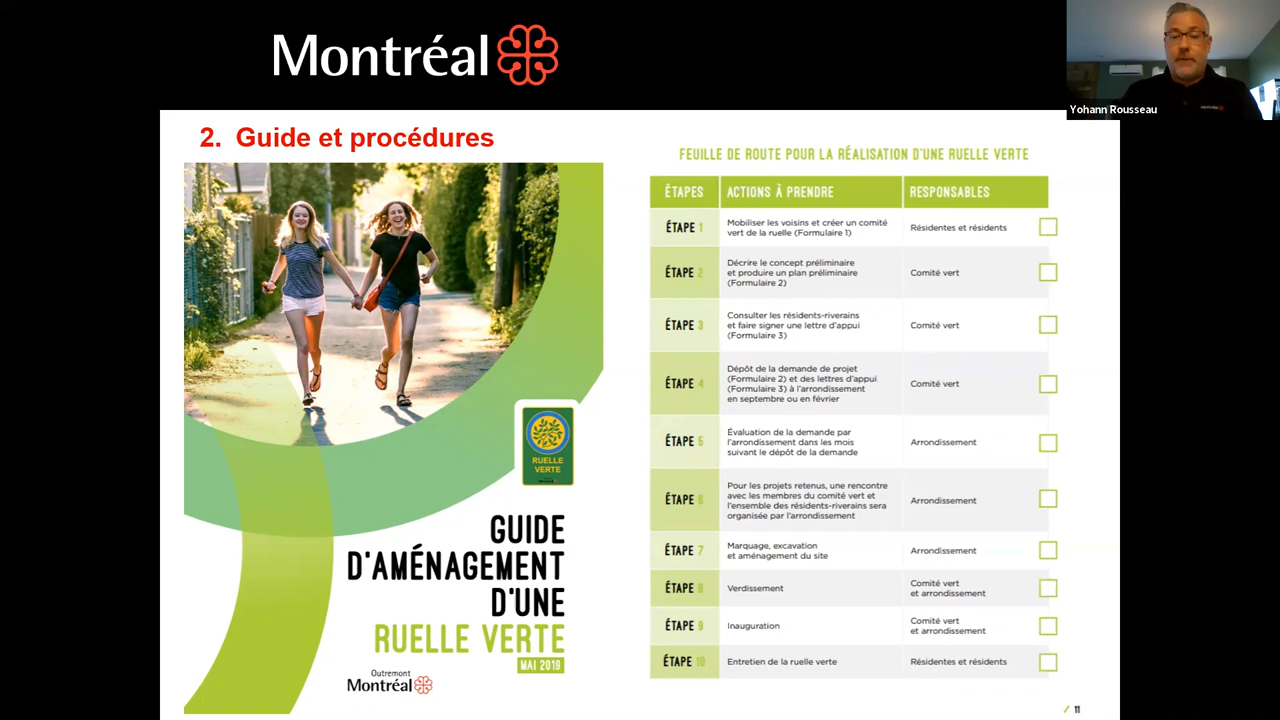 Montréal
Yohann Rousseau
2. Guide et procédures
RUELLE
VERTE
GUIDE
D'AMÉNAGEMENT
D'UNE
RUELLE VERTE
MAI 2019
Outremont
Montréal
FEUILLE DE ROUTE POUR LA RÉALISATION D'UNE RUELLE VERTE
ÉTAPES ACTIONS À PRENDRE RESPONSABLES
ÉTAPE 1
Mobiliser les voisins et créer un comité
vert de la ruelle (Formulaire 1)
Résidentes et résidents
ÉTAPE 2
Décrire le concept préliminaire
et produire un plan préliminaire
(Formulaire 2)
Comité vert
ÉTAPE 3
Consulter les résidents-riverains
et faire signer une lettre d'appui
(Formulaire 3)
Comité vert
ÉTAPE 4
Dépôt de la demande de projet
(Formulaire 2) et des lettres d'appui
(Formulaire 3) à l'arrondissement
en septembre ou en février
Comité vert
ÉTAPE 5
Évaluation de la demande par
l'arrondissement dans les mois
suivant le dépôt de la demande
Arrondissement
ÉTAPE 6
Pour les projets retenus, une rencontre
avec les membres du comité vert et
l'ensemble des résidents-riverains sera
organisée par l'arrondissement
Arrondissement
ÉTAPE 7
Marquage, excavation
et aménagement du site
Arrondissement
ÉTAPE 8
Verdissement
Comité vert
et arrondissement
ÉTAPE 9
Inauguration
Comité vert
et arrondissement
ÉTAPE 10
Entretien de la ruelle verte
Résidentes et résidents
/ 11